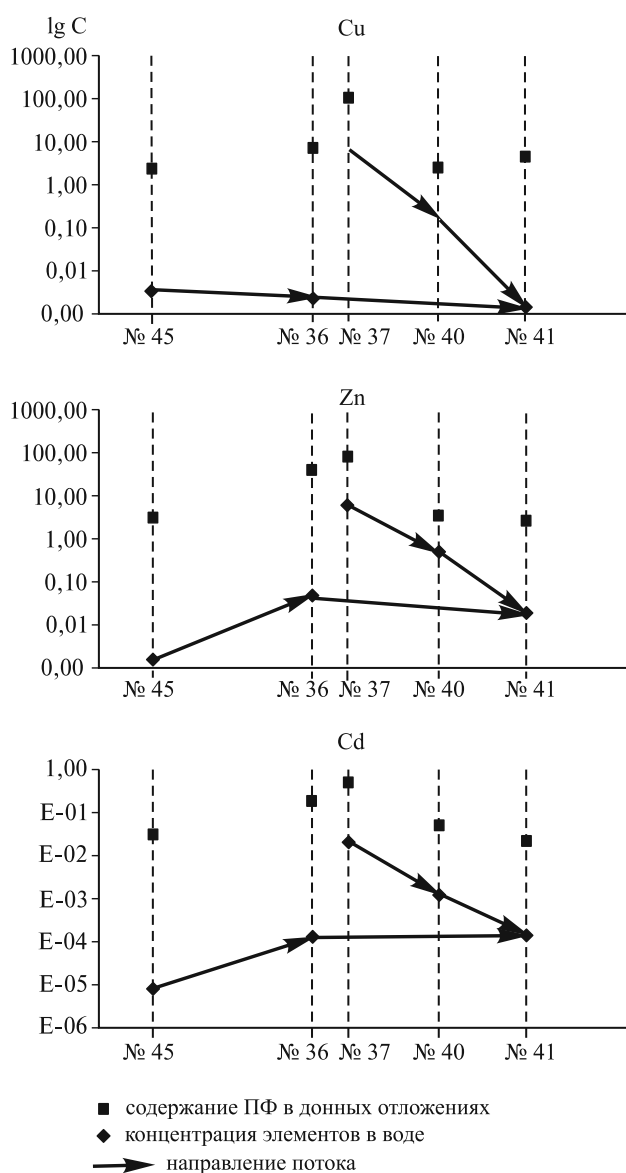 lg C
Cu
1000,00
100,00
10,00
1,00
0,10
0,01
0,00
№ 45 № 36 № 37 № 40 № 41
Zn
1000,00
100,00
10,00
1,00
0,10
0,01
0,00
№ 45 № 36 № 37 № 40 № 41
Cd
1,00
E-01
E-02
E-03
E-04
E-05
E-06
№ 45 № 36 № 37 № 40 № 41
содержание ПФ в донных отложениях
концентрация элементов в воде
направление потока